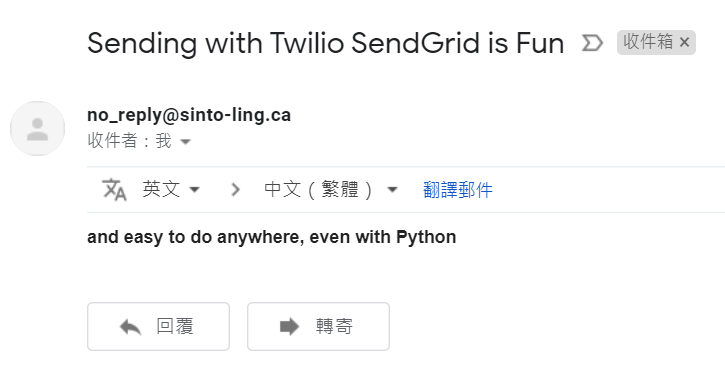 Sending with Twilio SendGrid is Fun 收件箱 ×
no_reply@sinto-ling.ca
收件者：我
英文 > 中文（繁體） 翻譯郵件
and easy to do anywhere, even with Python
回覆 轉寄